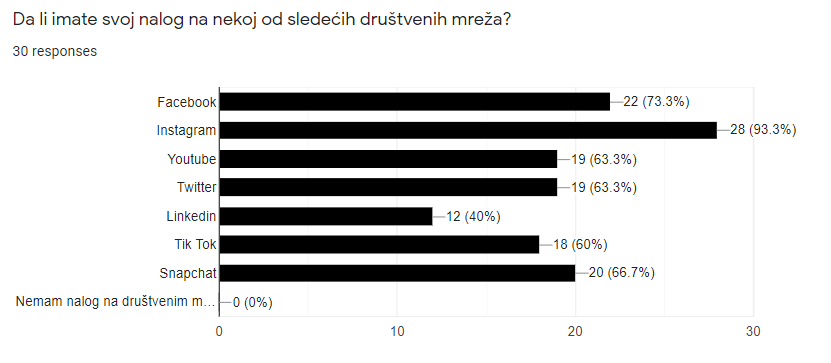 Da li imate svoj nalog na nekoj od sledećih društvenih mreža?
30 responses
Facebook 22 (73.3%)
Instagram 28 (93.3%)
Youtube 19 (63.3%)
Twitter 19 (63.3%)
Linkedin 12 (40%)
Tik Tok 18 (60%)
Snapchat 20 (66.7%)
Nemam nalog na društvenim m... 0 (0%)
0 10 20 30